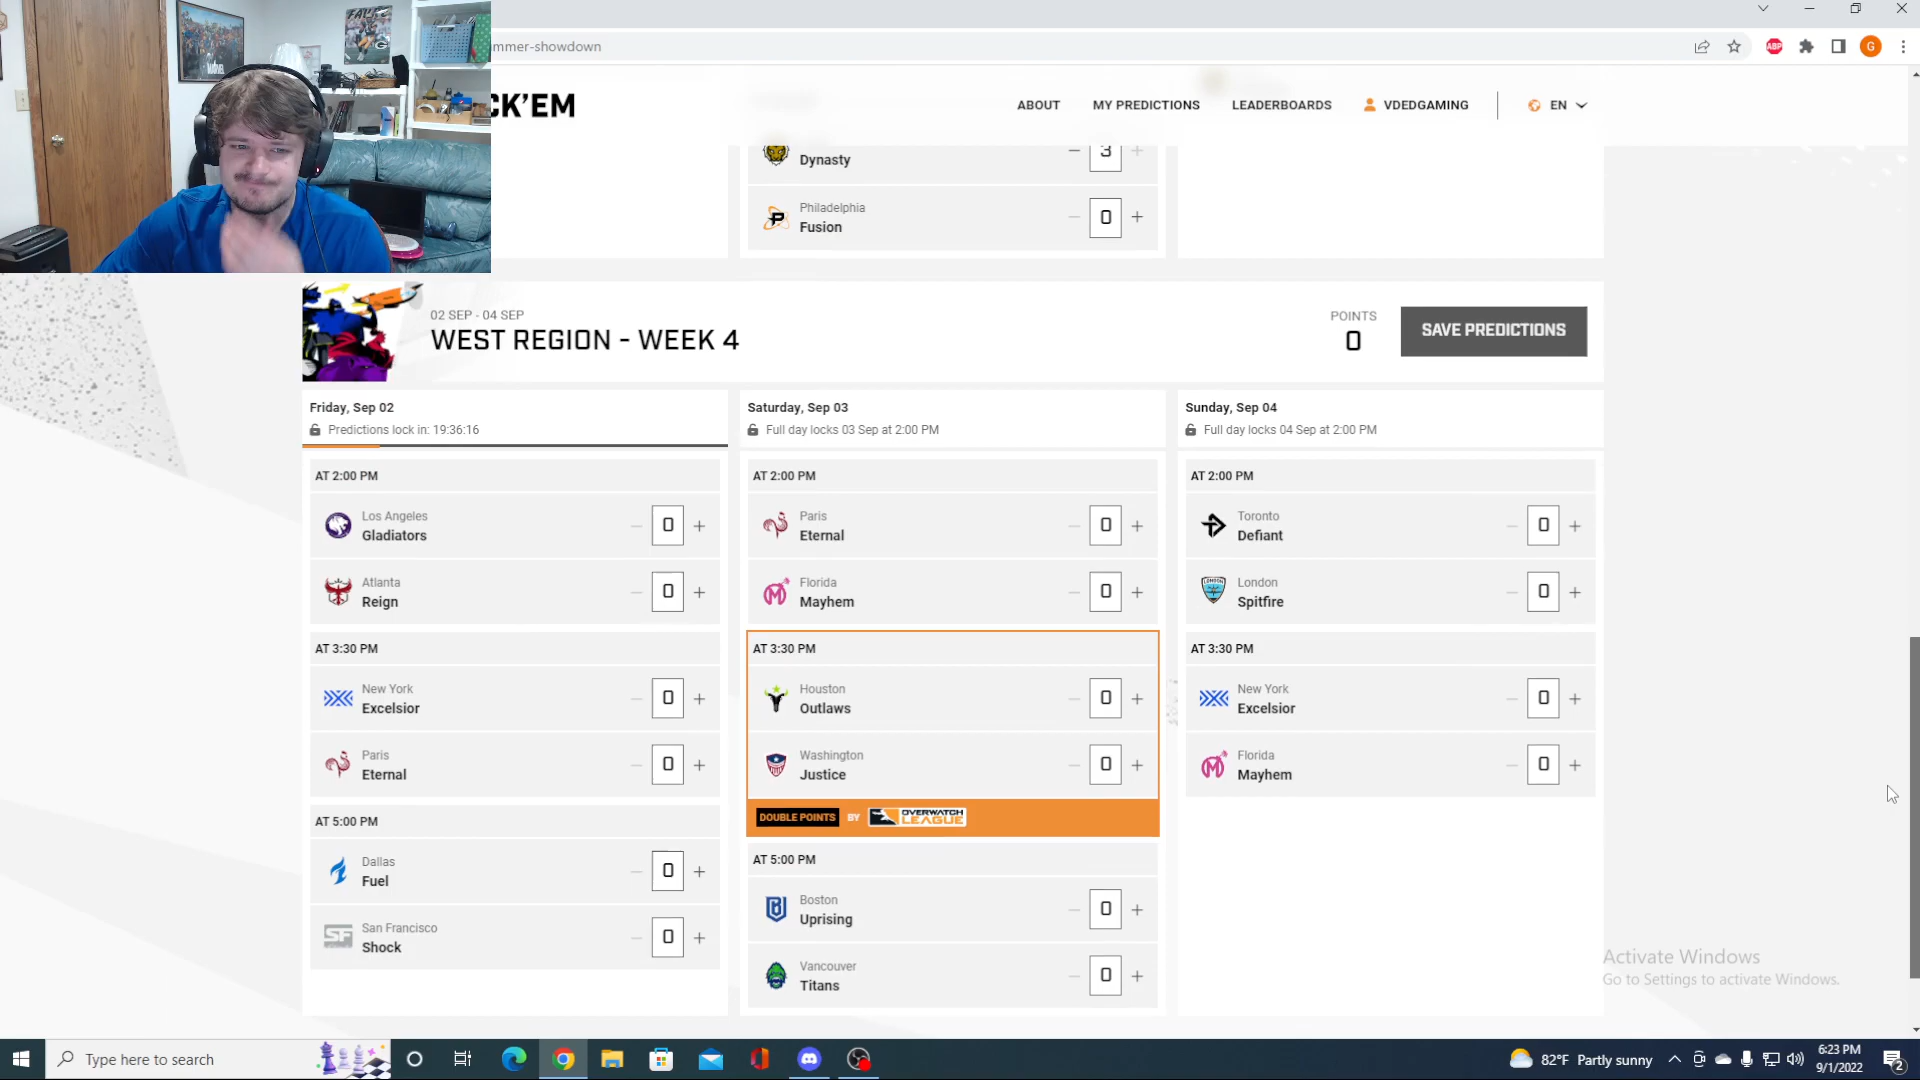 mmer-showdown
CK'EM
ABOUT
MY PREDICTIONS
LEADERBOARDS
VDEDGAMING
EN
ABP
G
Dynasty
3
Philadelphia
Fusion
0
02 SEP - 04 SEP
WEST REGION - WEEK 4
POINTS
0
SAVE PREDICTIONS
Friday, Sep 02
Predictions lock in: 19:36:16
AT 2:00 PM
Los Angeles
Gladiators
0
Atlanta
Reign
0
AT 3:30 PM
New York
Excelsior
0
Paris
Eternal
0
AT 5:00 PM
Dallas
Fuel
0
San Francisco
Shock
0
Saturday, Sep 03
Full day locks 03 Sep at 2:00 PM
AT 2:00 PM
Paris
Eternal
0
Florida
Mayhem
0
AT 3:30 PM
Houston
Outlaws
0
Washington
Justice
0
DOUBLE POINTS BY OVERWATCH LEAGUE
AT 5:00 PM
Boston
Uprising
0
Vancouver
Titans
0
Sunday, Sep 04
Full day locks 04 Sep at 2:00 PM
AT 2:00 PM
Toronto
Defiant
0
London
Spitfire
0
AT 3:30 PM
New York
Excelsior
0
Florida
Mayhem
0
Activate Windows
Go to Settings to activate Windows.
Type here to search
82°F Partly sunny
6:23 PM
9/1/2022
2